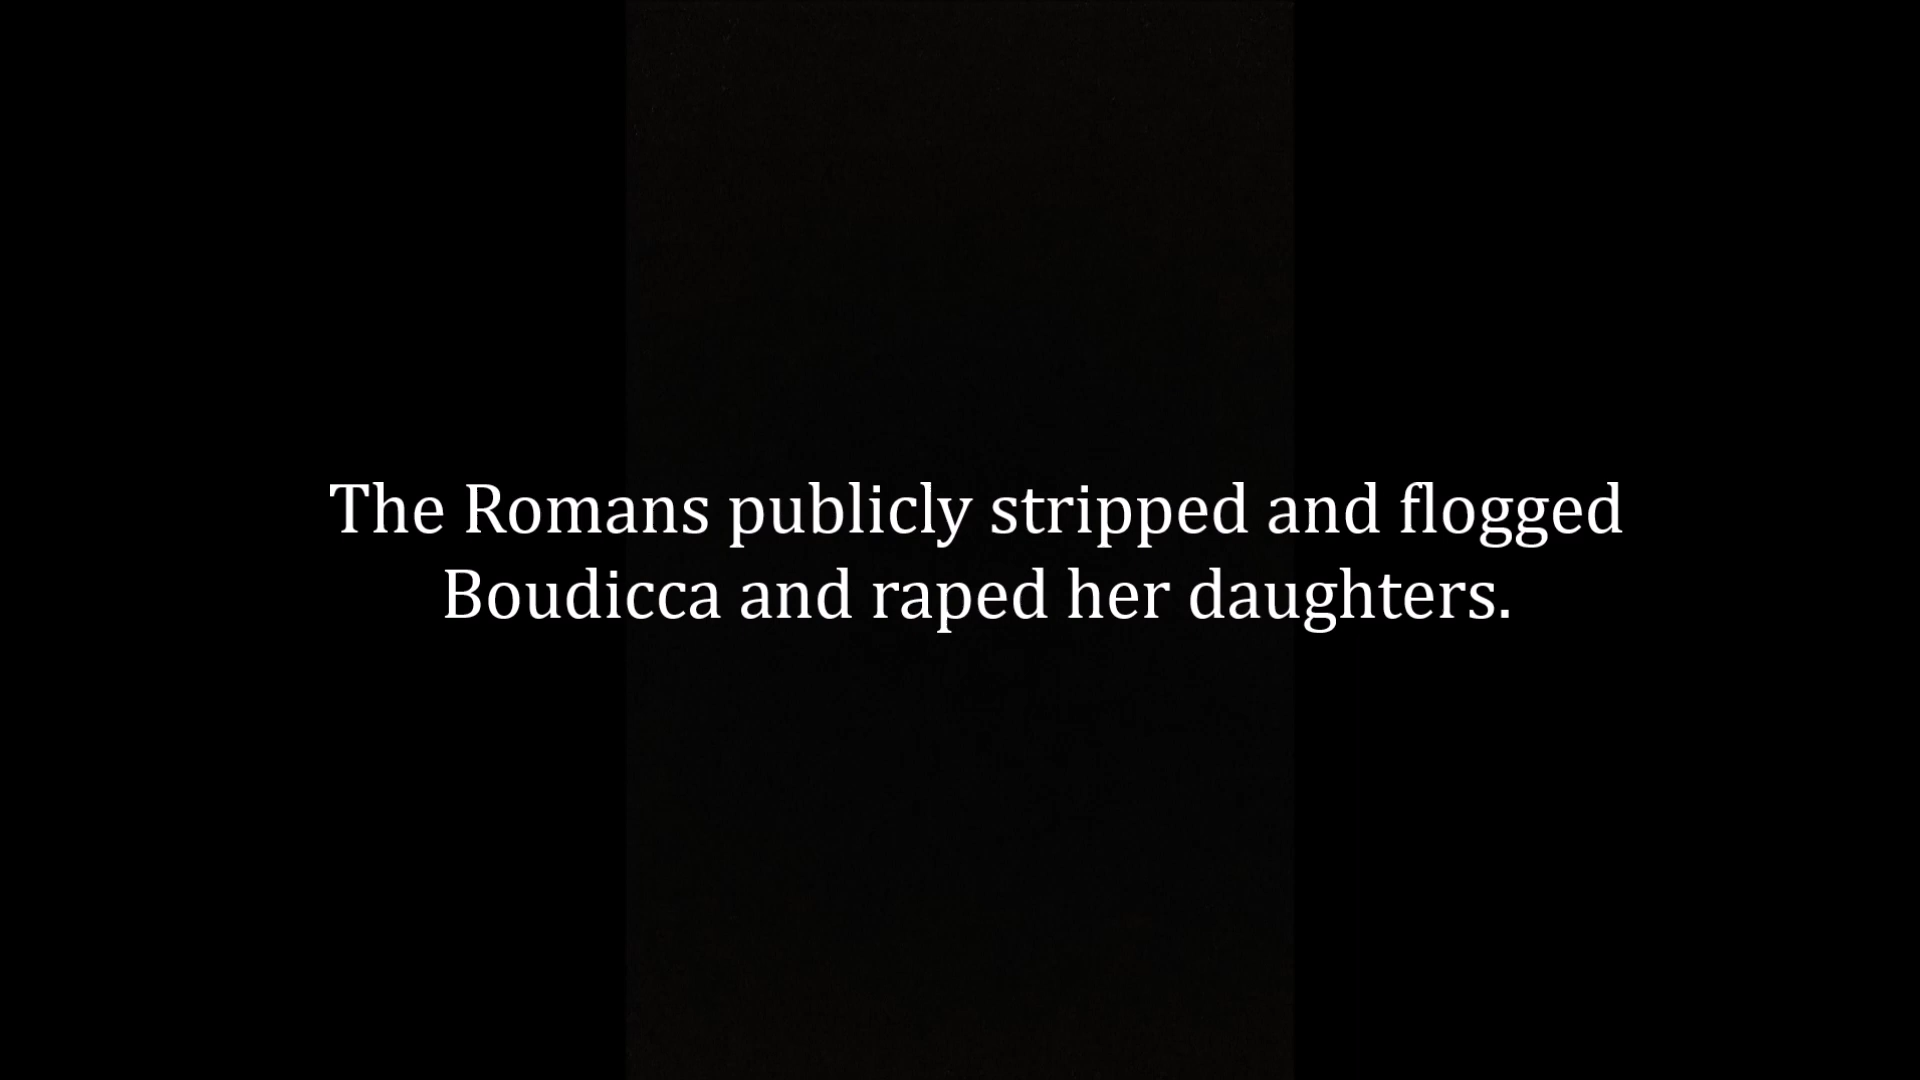 The Romans publicly stripped and flogged
Boudicca and raped her daughters.